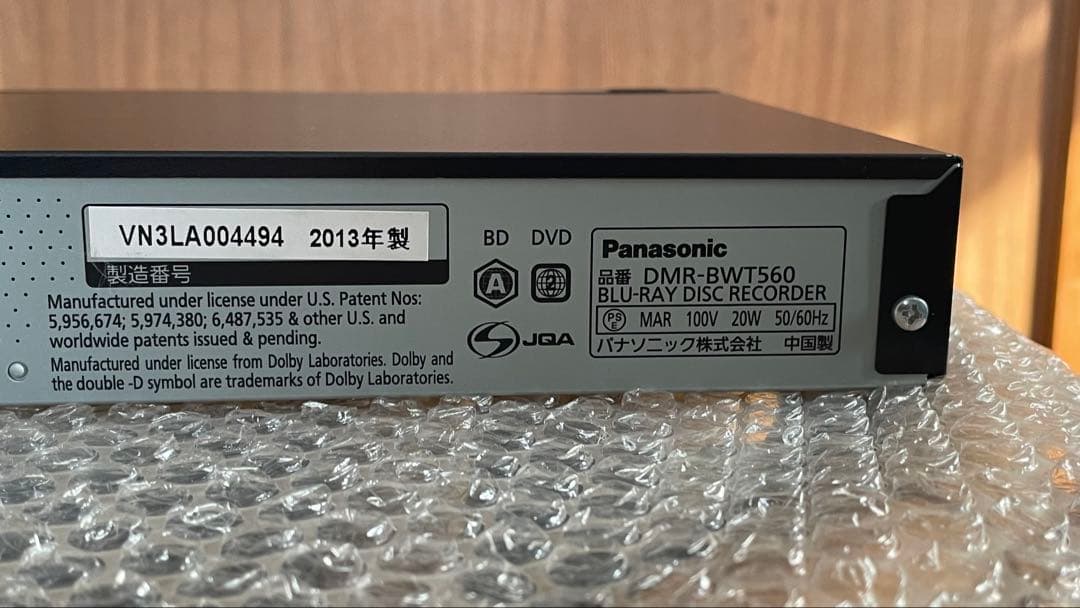 VN3LA004494 2013年製
製造番号
Manufactured under license under U.S. Patent Nos:
5,956,674; 5,974,380; 6,487,535 & other U.S. and
worldwide patents issued & pending.
Manufactured under license from Dolby Laboratories. Dolby and
the double -D symbol are trademarks of Dolby Laboratories.
BD DVD
A 2
JQA
Panasonic
品番 DMR-BWT560
BLU-RAY DISC RECORDER
PSE MAR 100V 20W 50/60Hz
パナソニック株式会社 中国製